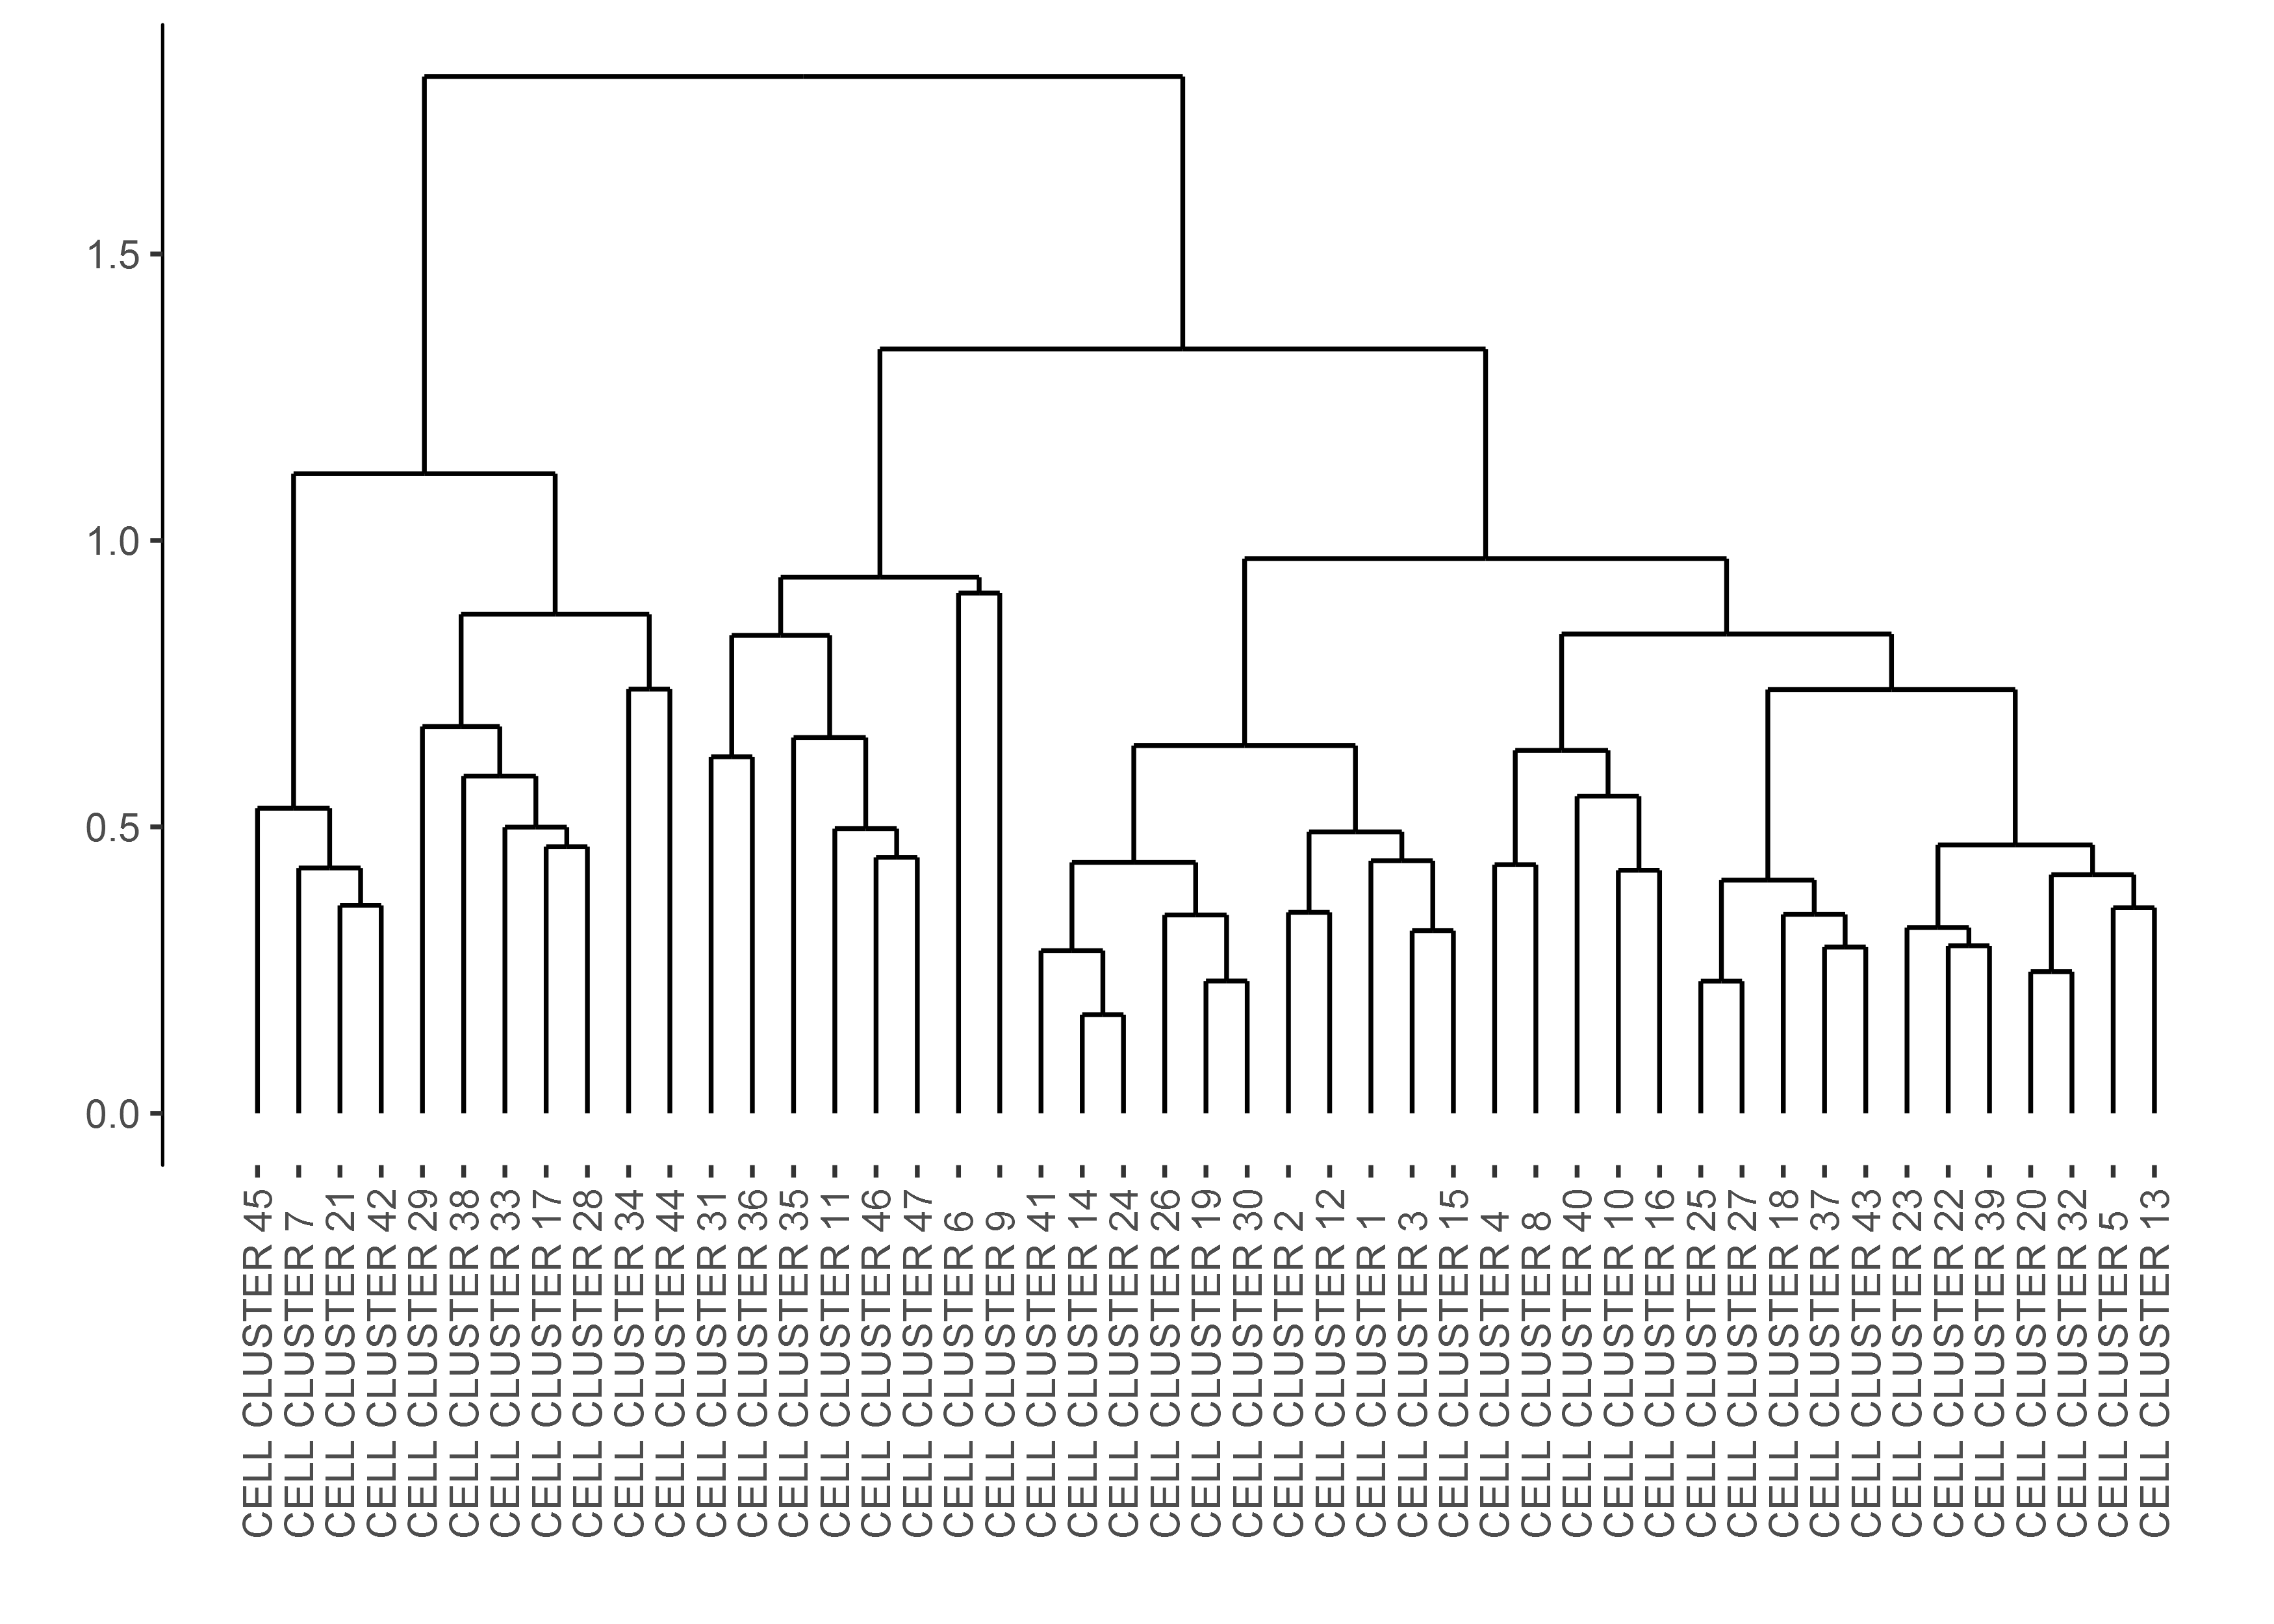 1.5
1.0
0.5
0.0
CELL CLUSTER 45
CELL CLUSTER 7
CELL CLUSTER 21
CELL CLUSTER 42
CELL CLUSTER 29
CELL CLUSTER 38
CELL CLUSTER 33
CELL CLUSTER 17
CELL CLUSTER 28
CELL CLUSTER 34
CELL CLUSTER 44
CELL CLUSTER 31
CELL CLUSTER 36
CELL CLUSTER 35
CELL CLUSTER 11
CELL CLUSTER 46
CELL CLUSTER 47
CELL CLUSTER 6
CELL CLUSTER 9
CELL CLUSTER 41
CELL CLUSTER 14
CELL CLUSTER 24
CELL CLUSTER 26
CELL CLUSTER 19
CELL CLUSTER 30
CELL CLUSTER 2
CELL CLUSTER 12
CELL CLUSTER 1
CELL CLUSTER 3
CELL CLUSTER 15
CELL CLUSTER 4
CELL CLUSTER 8
CELL CLUSTER 40
CELL CLUSTER 10
CELL CLUSTER 16
CELL CLUSTER 25
CELL CLUSTER 27
CELL CLUSTER 18
CELL CLUSTER 37
CELL CLUSTER 43
CELL CLUSTER 23
CELL CLUSTER 22
CELL CLUSTER 39
CELL CLUSTER 20
CELL CLUSTER 32
CELL CLUSTER 5
CELL CLUSTER 13